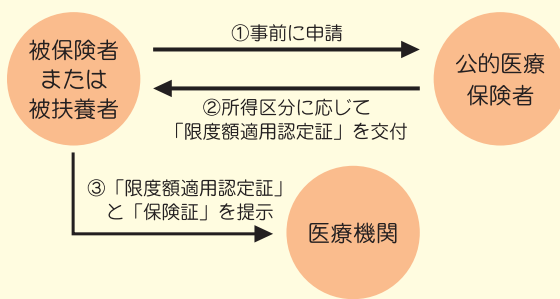 被保険者
または
被扶養者
①事前に申請
公的医療
保険者
②所得区分に応じて
「限度額適用認定証」を交付
③「限度額適用認定証」
と「保険証」を提示
医療機関